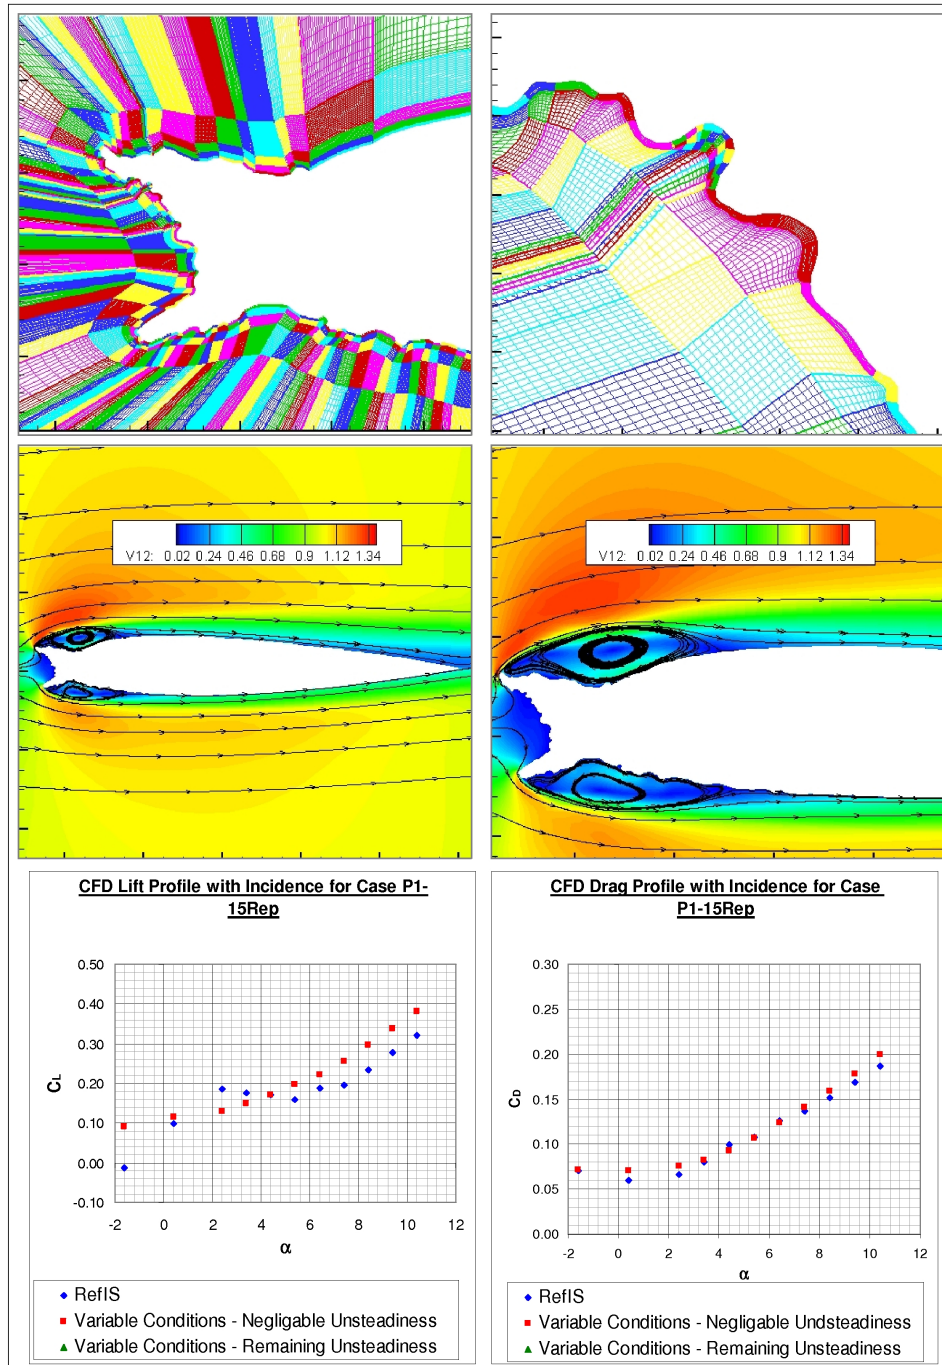 V12: 0.02 0.24 0.46 0.68 0.9 1.12 1.34
V12: 0.02 0.24 0.46 0.68 0.9 1.12 1.34
CFD Lift Profile with Incidence for Case P1-
15Rep
0.50
0.40
0.30
0.20
0.10
0.00
-0.10
CL
-2 0 2 4 6 8 10 12
α
RefIS
Variable Conditions - Negligable Unsteadiness
Variable Conditions - Remaining Unsteadiness
CFD Drag Profile with Incidence for Case
P1-15Rep
0.30
0.20
0.15
0.10
0.05
0.00
CD
-2 0 2 4 6 8 10 12
α
RefIS
Variable Conditions - Negligable Undsteadiness
Variable Conditions - Remaining Unsteadiness